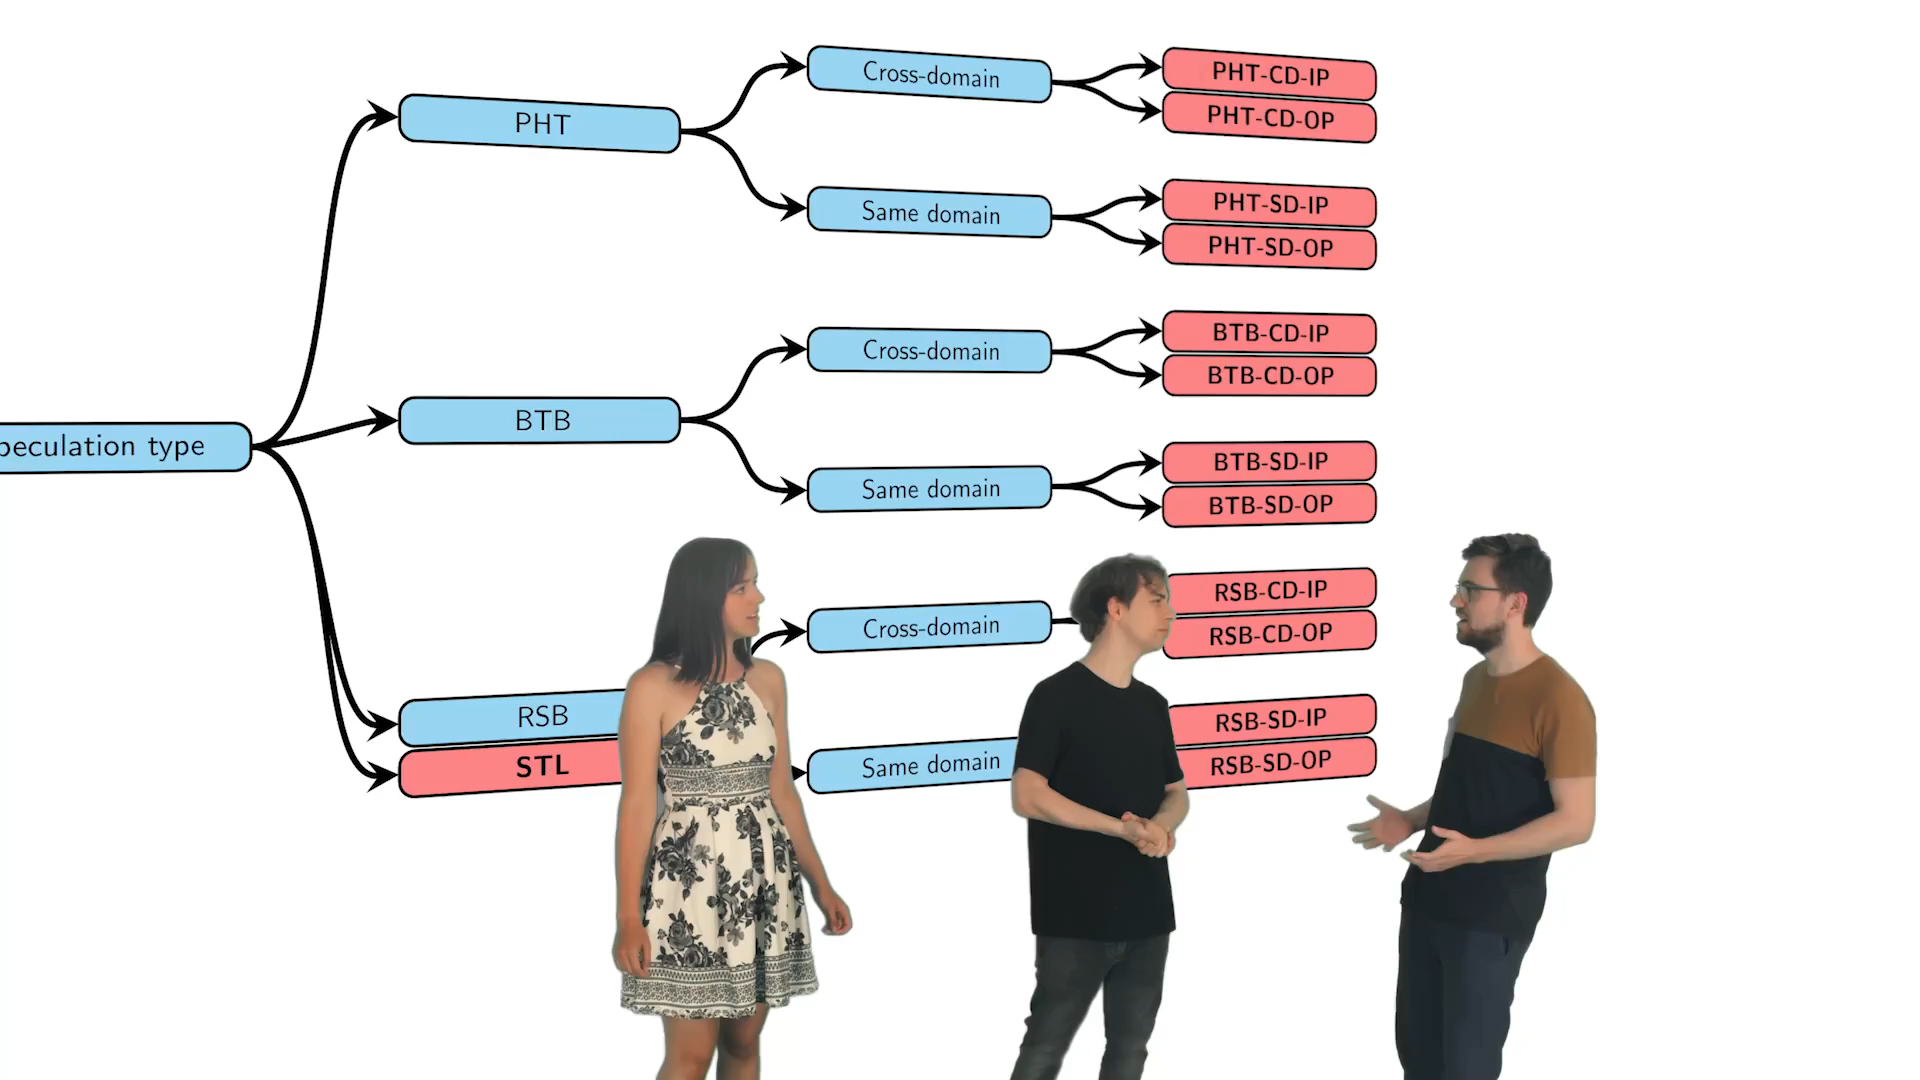 peculation type
PHT
Cross-domain
PHT-CD-IP
PHT-CD-OP
Same domain
PHT-SD-IP
PHT-SD-OP
BTB
Cross-domain
BTB-CD-IP
BTB-CD-OP
Same domain
BTB-SD-IP
BTB-SD-OP
RSB
Cross-domain
RSB-CD-IP
RSB-CD-OP
Same domain
RSB-SD-IP
RSB-SD-OP
STL